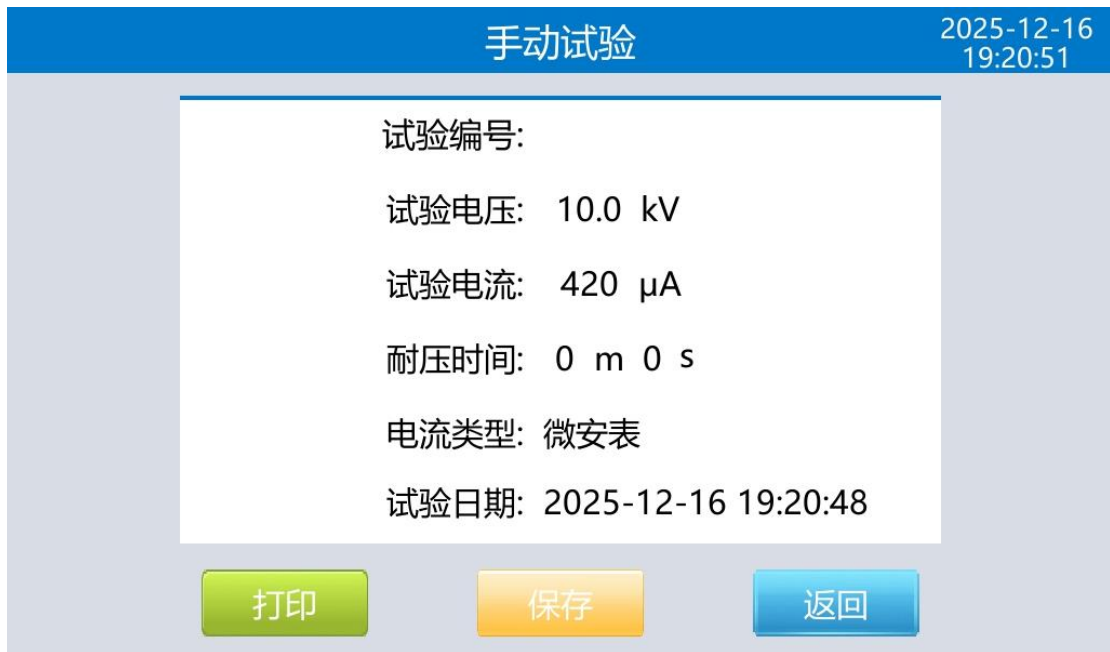 手动试验
2025-12-16
19:20:51
试验编号:
试验电压: 10.0 kV
试验电流: 420 μA
耐压时间: 0 m 0 s
电流类型: 微安表
试验日期: 2025-12-16 19:20:48
打印 保存 返回